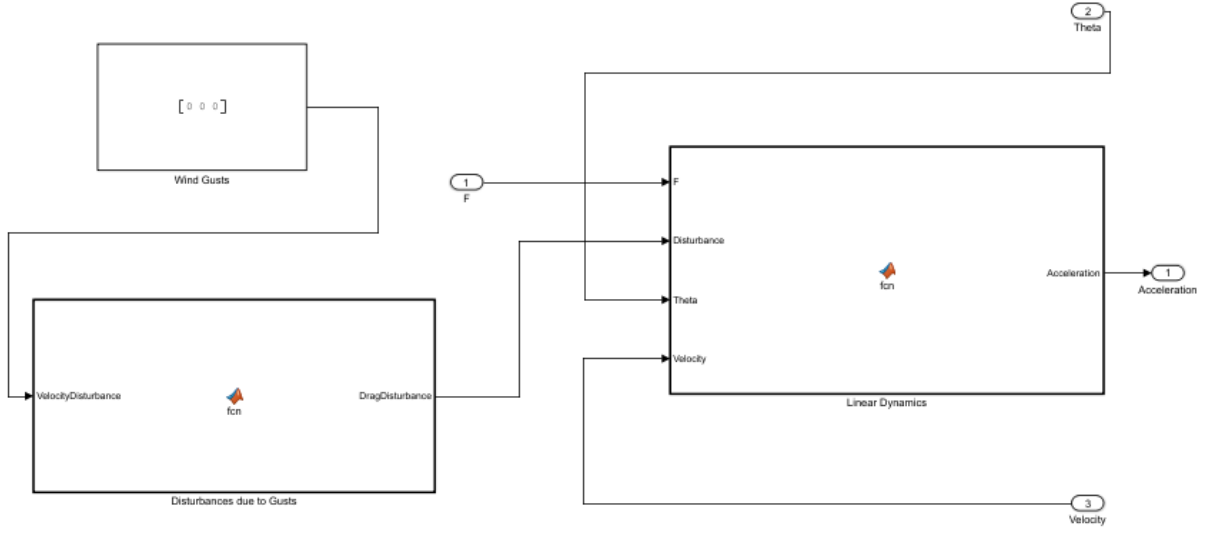 2
Theta
[0 0 0]
Wind Gusts
1
F
F
Disturbance
fcn
Acceleration
1
Acceleration
Theta
Velocity
Linear Dynamics
VelocityDisturbance
fcn
DragDisturbance
Disturbances due to Gusts
3
Velocity